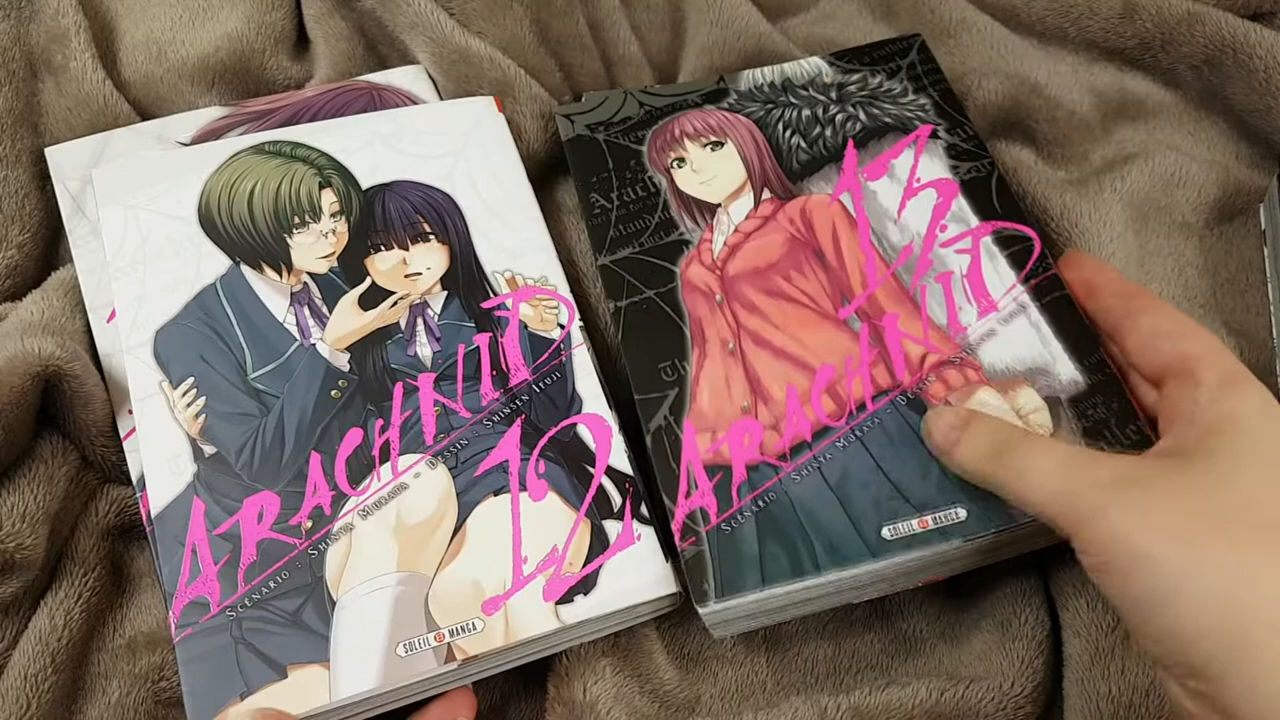 ARACHNID
SCÉNARIO : SHINYA MURATA - DESSIN : SHINSEN IFUJI
12
SOLEIL MANGA
13
ARACHNID
SCÉNARIO : SHINYA MURATA - DESSIN : SHINSEN IFUJI
SOLEIL MANGA